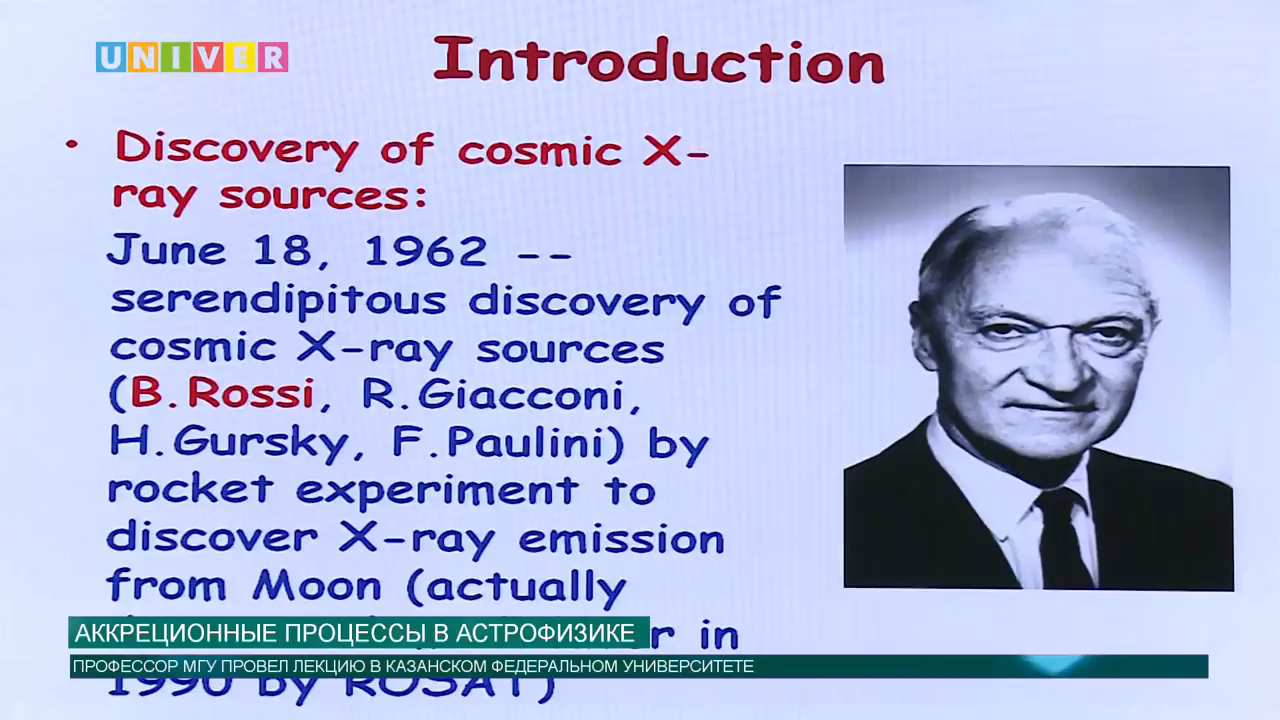 UNIVER
Introduction
• Discovery of cosmic X-
ray sources:
June 18, 1962 --
serendipitous discovery of
cosmic X-ray sources
(B.Rossi, R.Giacconi,
H.Gursky, F.Paulini) by
rocket experiment to
discover X-ray emission
from Moon (actually
in
1990 by ROSAT)
АККРЕЦИОННЫЕ ПРОЦЕССЫ В АСТРОФИЗИКЕ
ПРОФЕССОР МГУ ПРОВЕЛ ЛЕКЦИЮ В КАЗАНСКОМ ФЕДЕРАЛЬНОМ УНИВЕРСИТЕТЕ